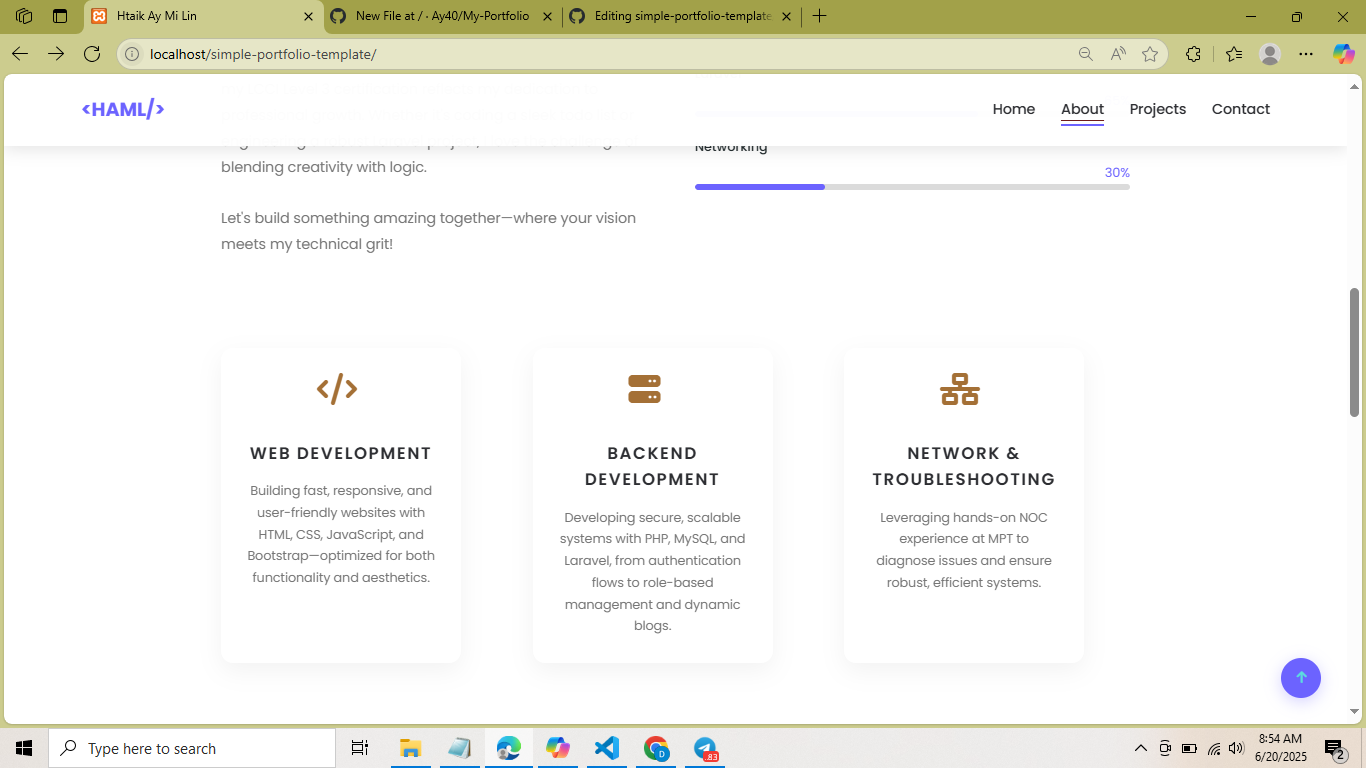 Htaik Ay Mi Lin
New File at / · Ay40/My-Portfolio
Editing simple-portfolio-template
localhost/simple-portfolio-template/
<HAML/>
Home
About
Projects
Contact
blending creativity with logic.
Let's build something amazing together—where your vision
meets my technical grit!
Networking
30%
WEB DEVELOPMENT
Building fast, responsive, and
user-friendly websites with
HTML, CSS, JavaScript, and
Bootstrap—optimized for both
functionality and aesthetics.
BACKEND
DEVELOPMENT
Developing secure, scalable
systems with PHP, MySQL, and
Laravel, from authentication
flows to role-based
management and dynamic
blogs.
NETWORK &
TROUBLESHOOTING
Leveraging hands-on NOC
experience at MPT to
diagnose issues and ensure
robust, efficient systems.
Type here to search
D
.83
8:54 AM
6/20/2025
2